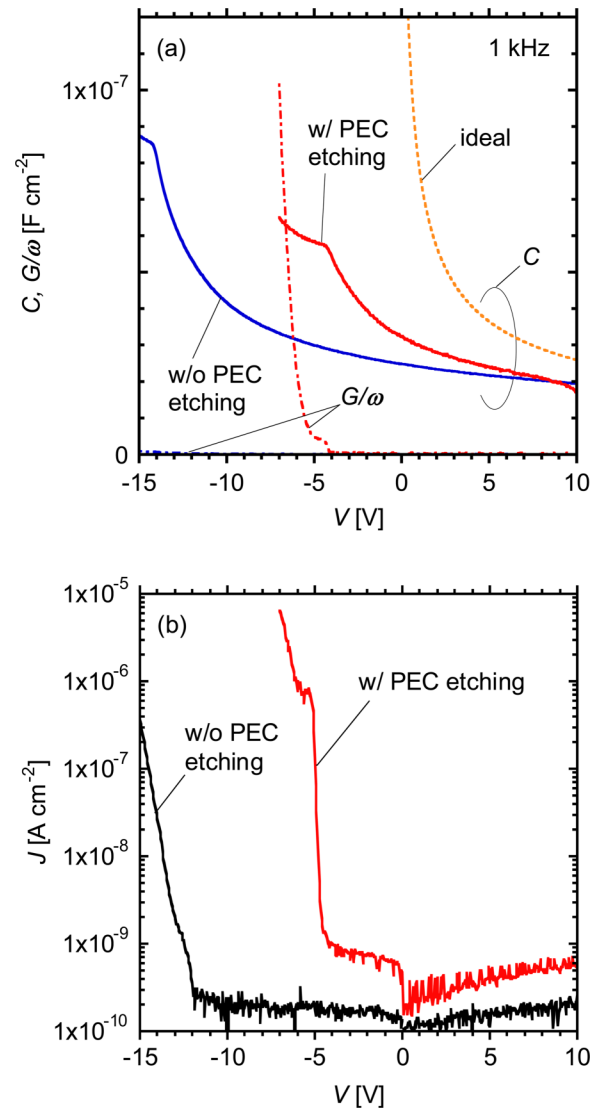 (a)
1 kHz
1x10-7
w/ PEC
etching
ideal
C
C, G/ω [F cm-2]
w/o PEC
etching
G/ω
0
-15
-10
-5
0
5
10
V [V]
1x10-5
(b)
1x10-6
w/ PEC etching
w/o PEC
etching
1x10-7
J [A cm-2]
1x10-8
1x10-9
1x10-10
-15
-10
-5
0
5
10
V [V]